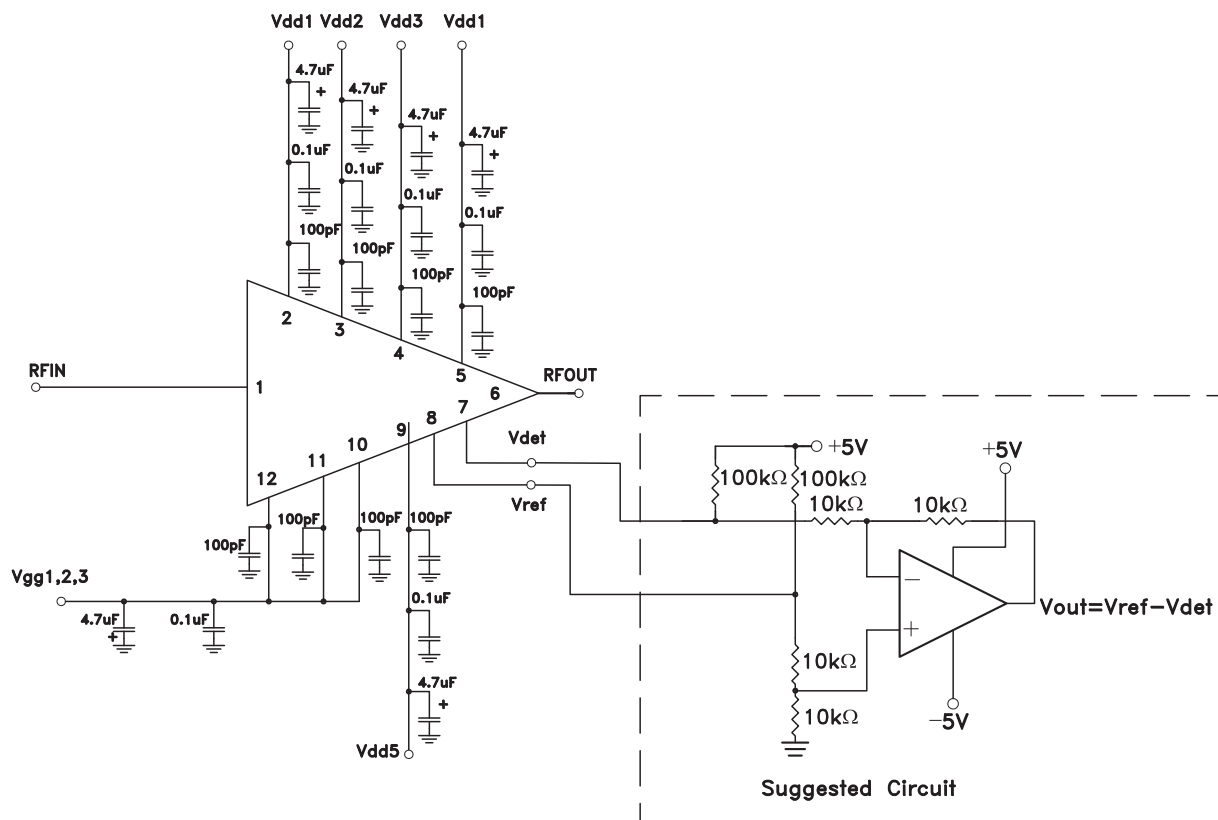 Vdd1 Vdd2 Vdd3 Vdd1
4.7uF
+
4.7uF
+
4.7uF
+
4.7uF
+
0.1uF
0.1uF
0.1uF
0.1uF
100pF
100pF
100pF
100pF
2
3
4
5
RFIN
1
6
RFOUT
7
8
9
10
11
12
Vdet
Vref
100pF
100pF
100pF
100pF
Vgg1,2,3
4.7uF
+
0.1uF
0.1uF
4.7uF
+
Vdd5
+5V
+5V
100kΩ
100kΩ
10kΩ
10kΩ
−
+
Vout=Vref−Vdet
10kΩ
10kΩ
−5V
Suggested Circuit